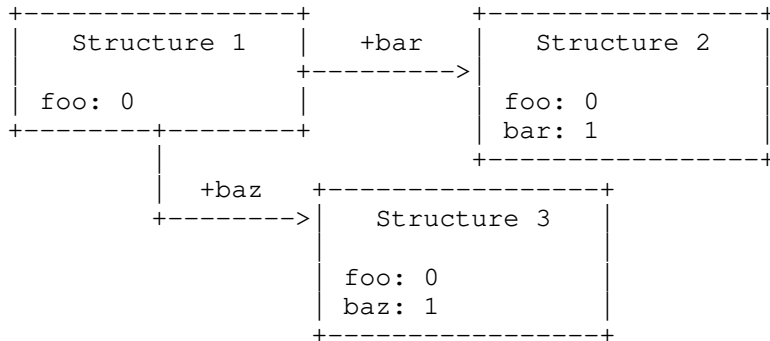 Structure 1
+bar
Structure 2
foo: 0
foo: 0
bar: 1
+baz
Structure 3
foo: 0
baz: 1